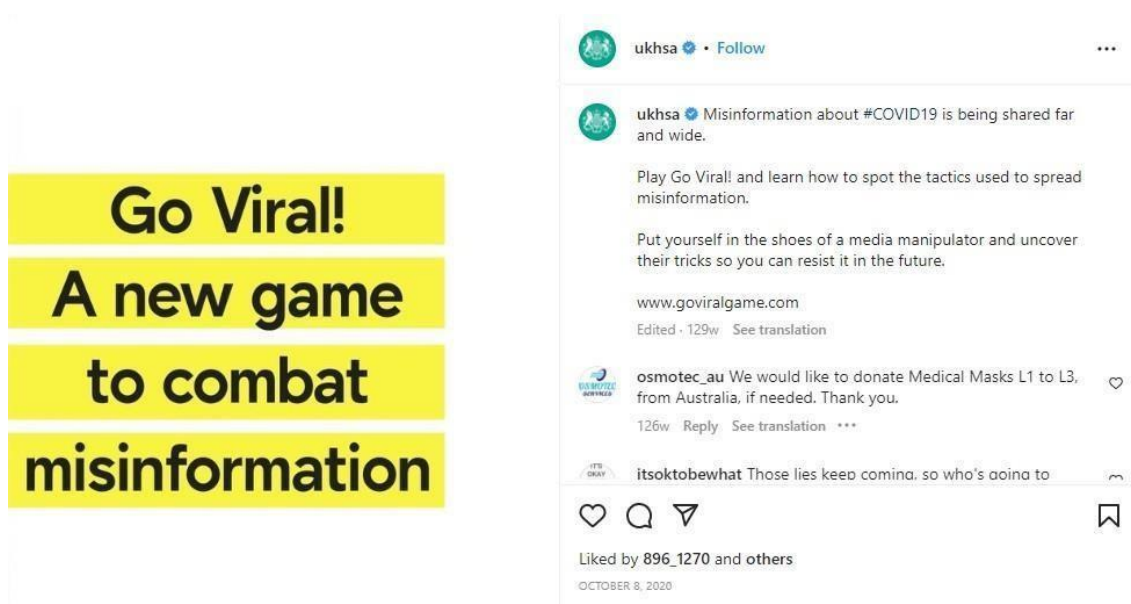 Go Viral!
A new game
to combat
misinformation
ukhsa • Follow
ukhsa Misinformation about #COVID19 is being shared far
and wide.
Play Go Viral! and learn how to spot the tactics used to spread
misinformation.
Put yourself in the shoes of a media manipulator and uncover
their tricks so you can resist it in the future.
www.goviralgame.com
Edited · 129w See translation
OSMOTEC
SERVICES
osmotec_au We would like to donate Medical Masks L1 to L3,
from Australia, if needed. Thank you.
126w Reply See translation •••
IT'S
OKAY
itsoktobewhat Those lies keep coming, so who's going to
Liked by 896_1270 and others
OCTOBER 8, 2020